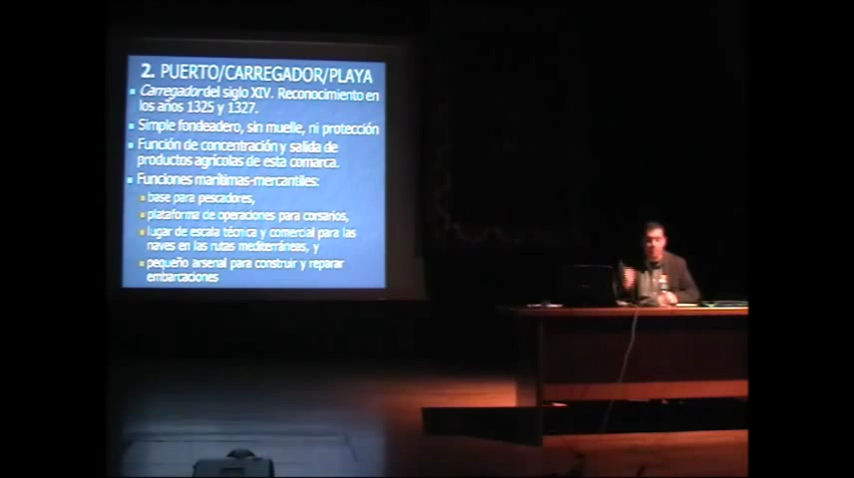 2. PUERTO/CARREGADOR/PLAYA
Carregador del siglo XIV. Reconocimiento en
los años 1325 y 1327.
Simple fondeadero, sin muelle, ni protección
Función de concentración y salida de
productos agrícolas de esta comarca.
Funciones marítimas-mercantiles:
base para pescadores,
plataforma de operaciones para corsarios,
lugar de escala técnica y comercial para las
naves en las rutas mediterráneas, y
pequeño arsenal para construir y reparar
embarcaciones